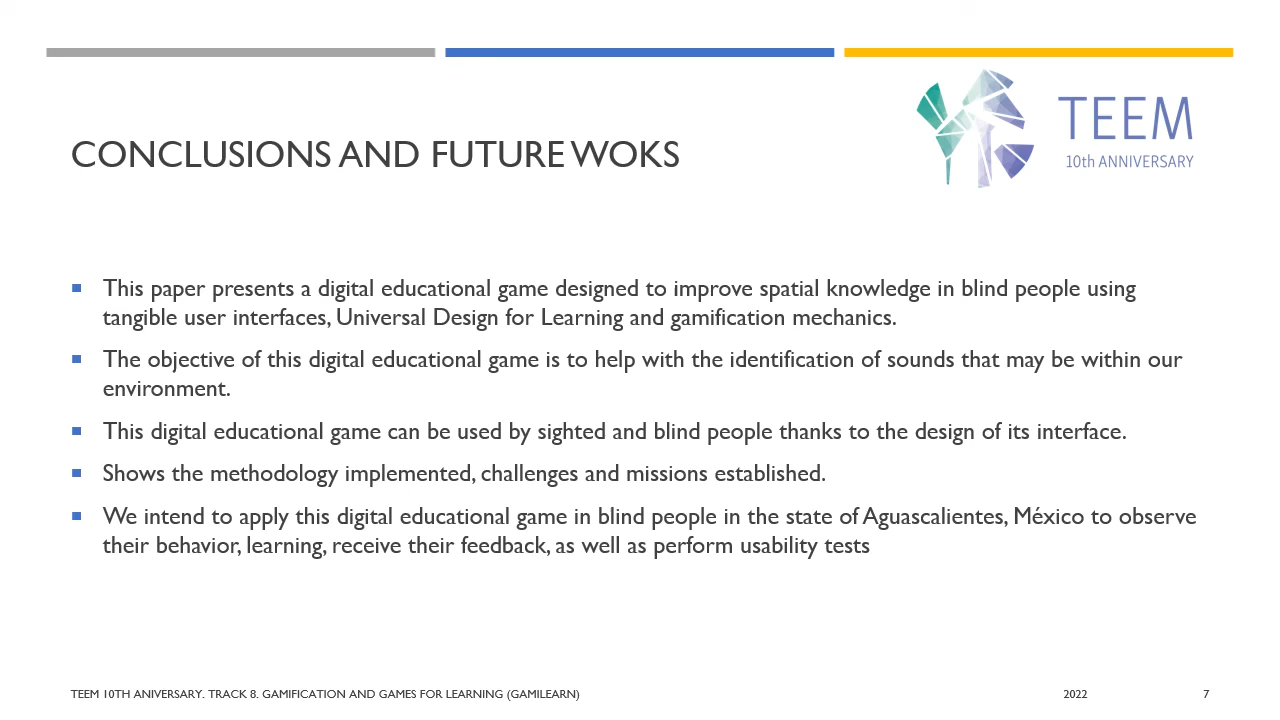 TEEM
10th ANNIVERSARY
CONCLUSIONS AND FUTURE WOKS
This paper presents a digital educational game designed to improve spatial knowledge in blind people using
tangible user interfaces, Universal Design for Learning and gamification mechanics.
The objective of this digital educational game is to help with the identification of sounds that may be within our
environment.
This digital educational game can be used by sighted and blind people thanks to the design of its interface.
Shows the methodology implemented, challenges and missions established.
We intend to apply this digital educational game in blind people in the state of Aguascalientes, México to observe
their behavior, learning, receive their feedback, as well as perform usability tests
TEEM 10TH ANIVERSARY. TRACK 8. GAMIFICATION AND GAMES FOR LEARNING (GAMILEARN) 2022 7